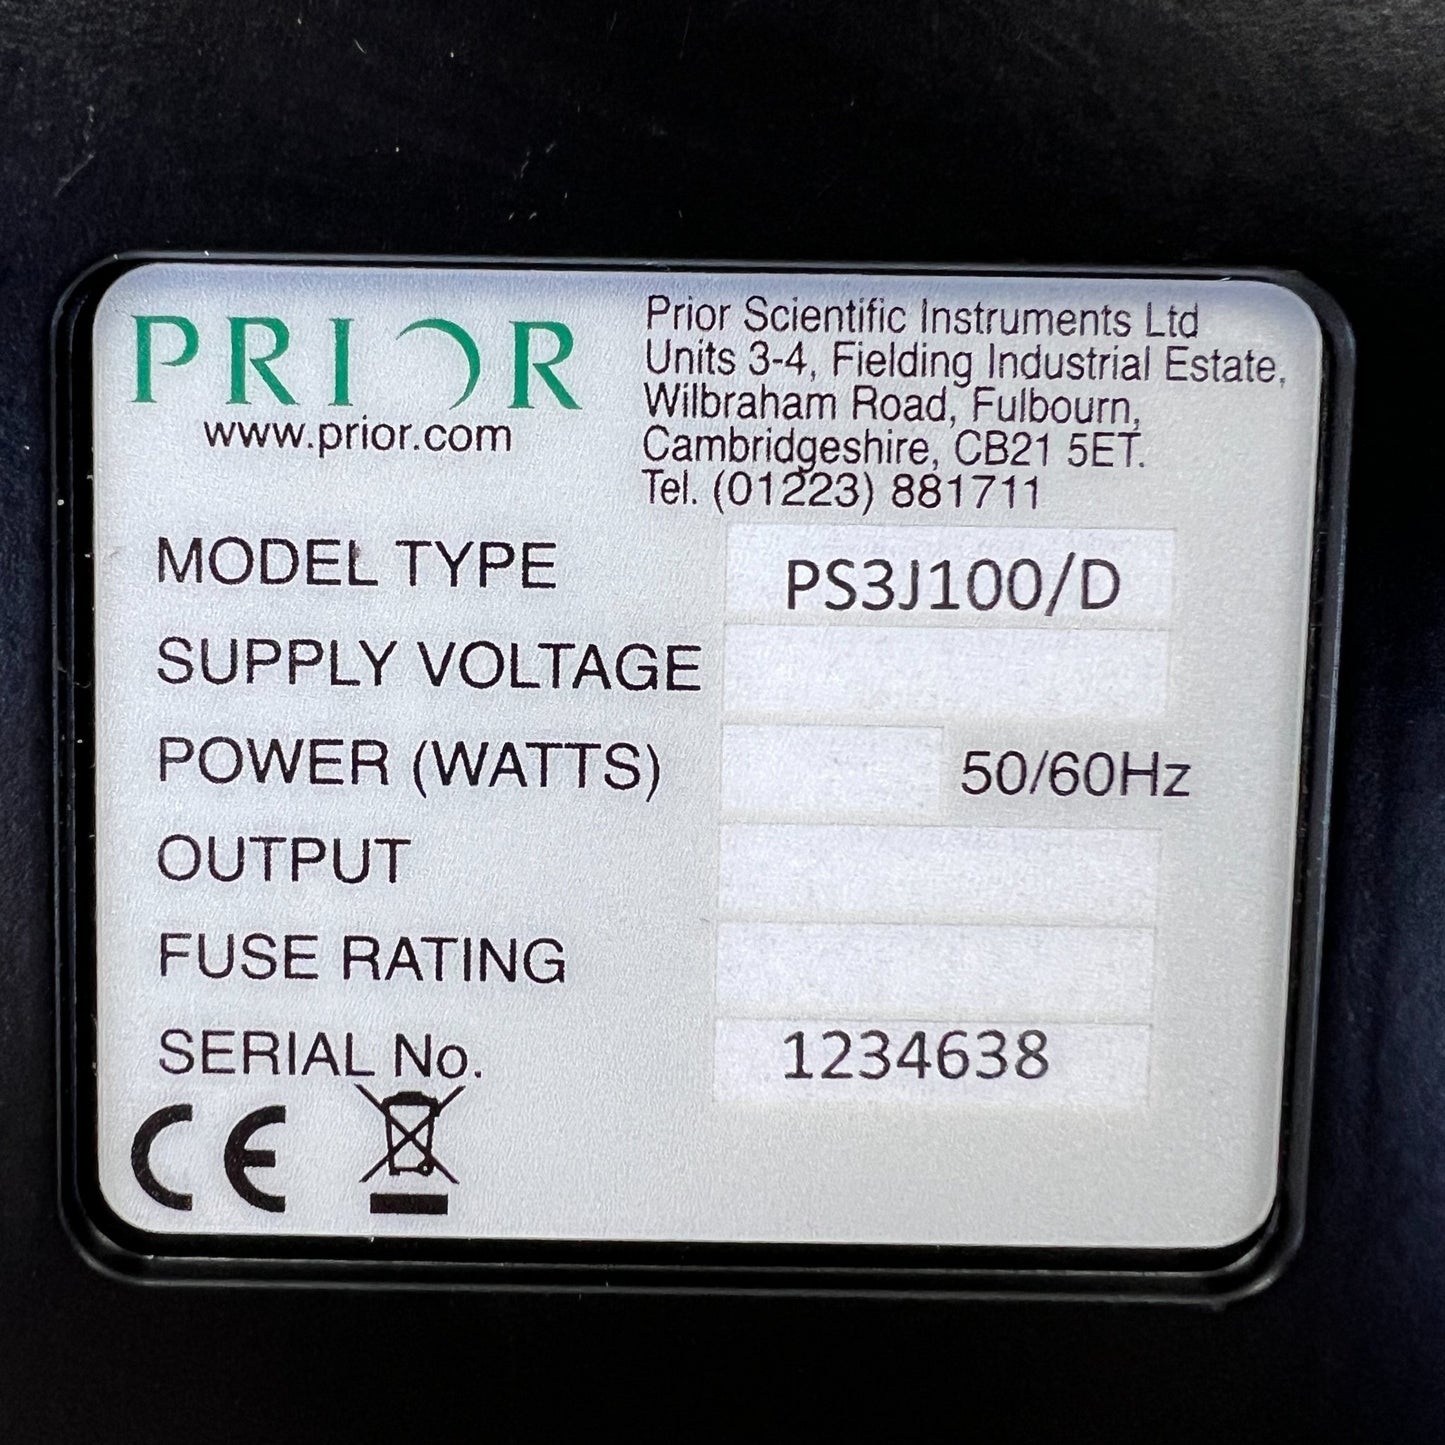 PRIOR
www.prior.com
Prior Scientific Instruments Ltd
Units 3-4, Fielding Industrial Estate,
Wilbraham Road, Fulbourn,
Cambridgeshire, CB21 5ET.
Tel. (01223) 881711
MODEL TYPE PS3J100/D
SUPPLY VOLTAGE
POWER (WATTS) 50/60Hz
OUTPUT
FUSE RATING
SERIAL No. 1234638
CE